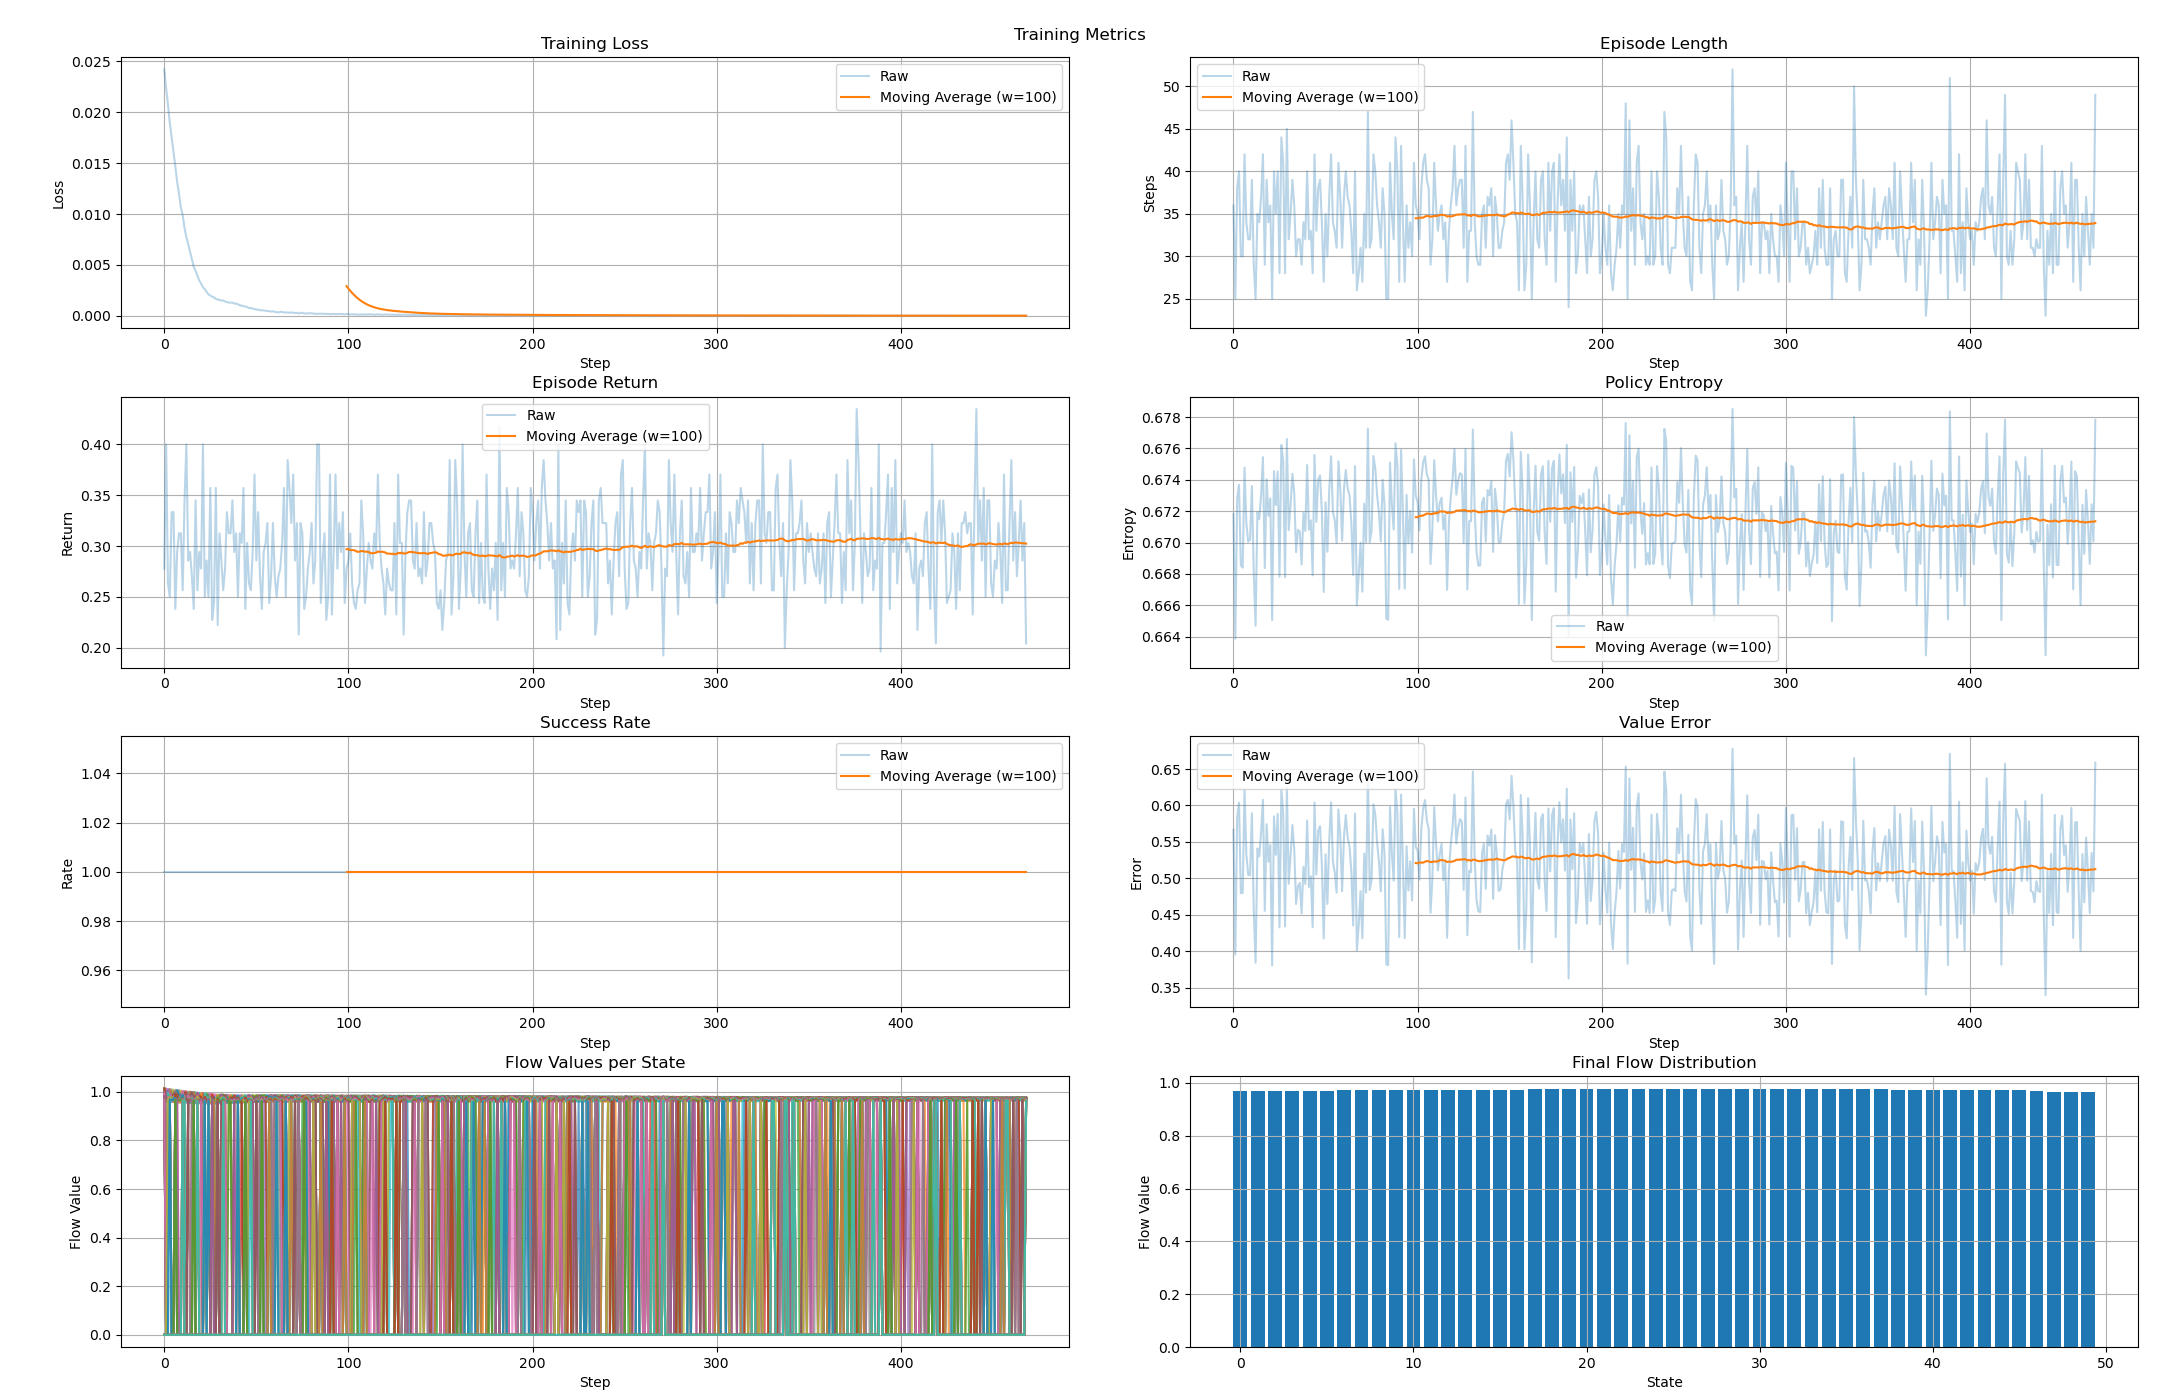 Training Metrics
Training Loss
0.025
0.020
0.015
0.010
0.005
0.000
Loss
0 100 200 300 400
Step
Raw
Moving Average (w=100)
Episode Length
50
45
40
35
30
25
Steps
0 100 200 300 400
Step
Raw
Moving Average (w=100)
Episode Return
0.40
0.35
0.30
0.25
0.20
Return
0 100 200 300 400
Step
Raw
Moving Average (w=100)
Policy Entropy
0.678
0.676
0.674
0.672
0.670
0.668
0.666
0.664
Entropy
0 100 200 300 400
Step
Raw
Moving Average (w=100)
Success Rate
1.04
1.02
1.00
0.98
0.96
Rate
0 100 200 300 400
Step
Raw
Moving Average (w=100)
Value Error
0.65
0.60
0.55
0.50
0.45
0.40
0.35
Error
0 100 200 300 400
Step
Raw
Moving Average (w=100)
Flow Values per State
1.0
0.8
0.6
0.4
0.2
0.0
Flow Value
0 100 200 300 400
Step
Final Flow Distribution
1.0
0.8
0.6
0.4
0.2
0.0
Flow Value
0 10 20 30 40 50
State